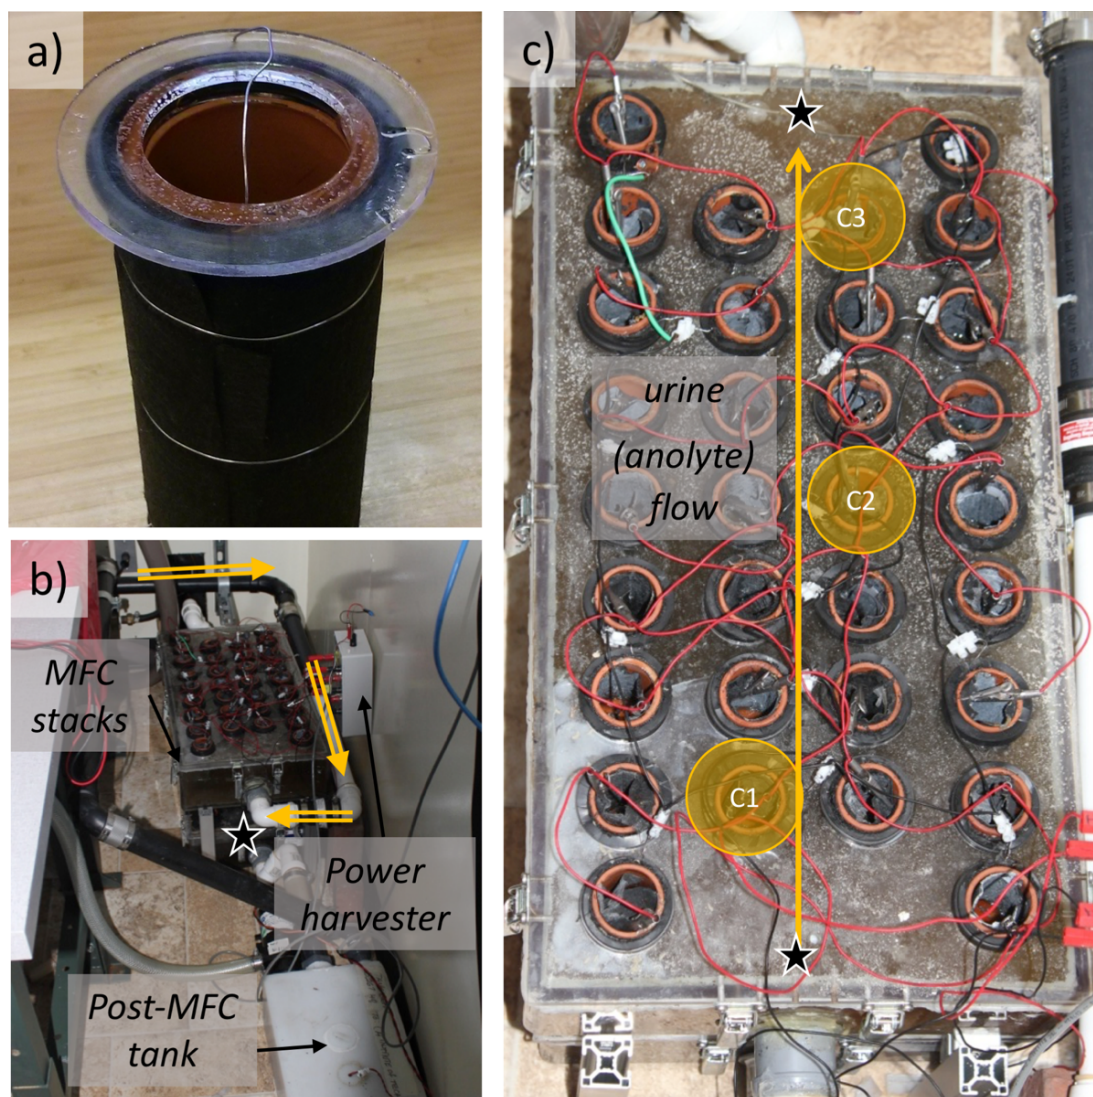 a)
b)
MFC
stacks
Power
harvester
Post-MFC
tank
c)
C3
urine
(anolyte)
flow
C2
C1